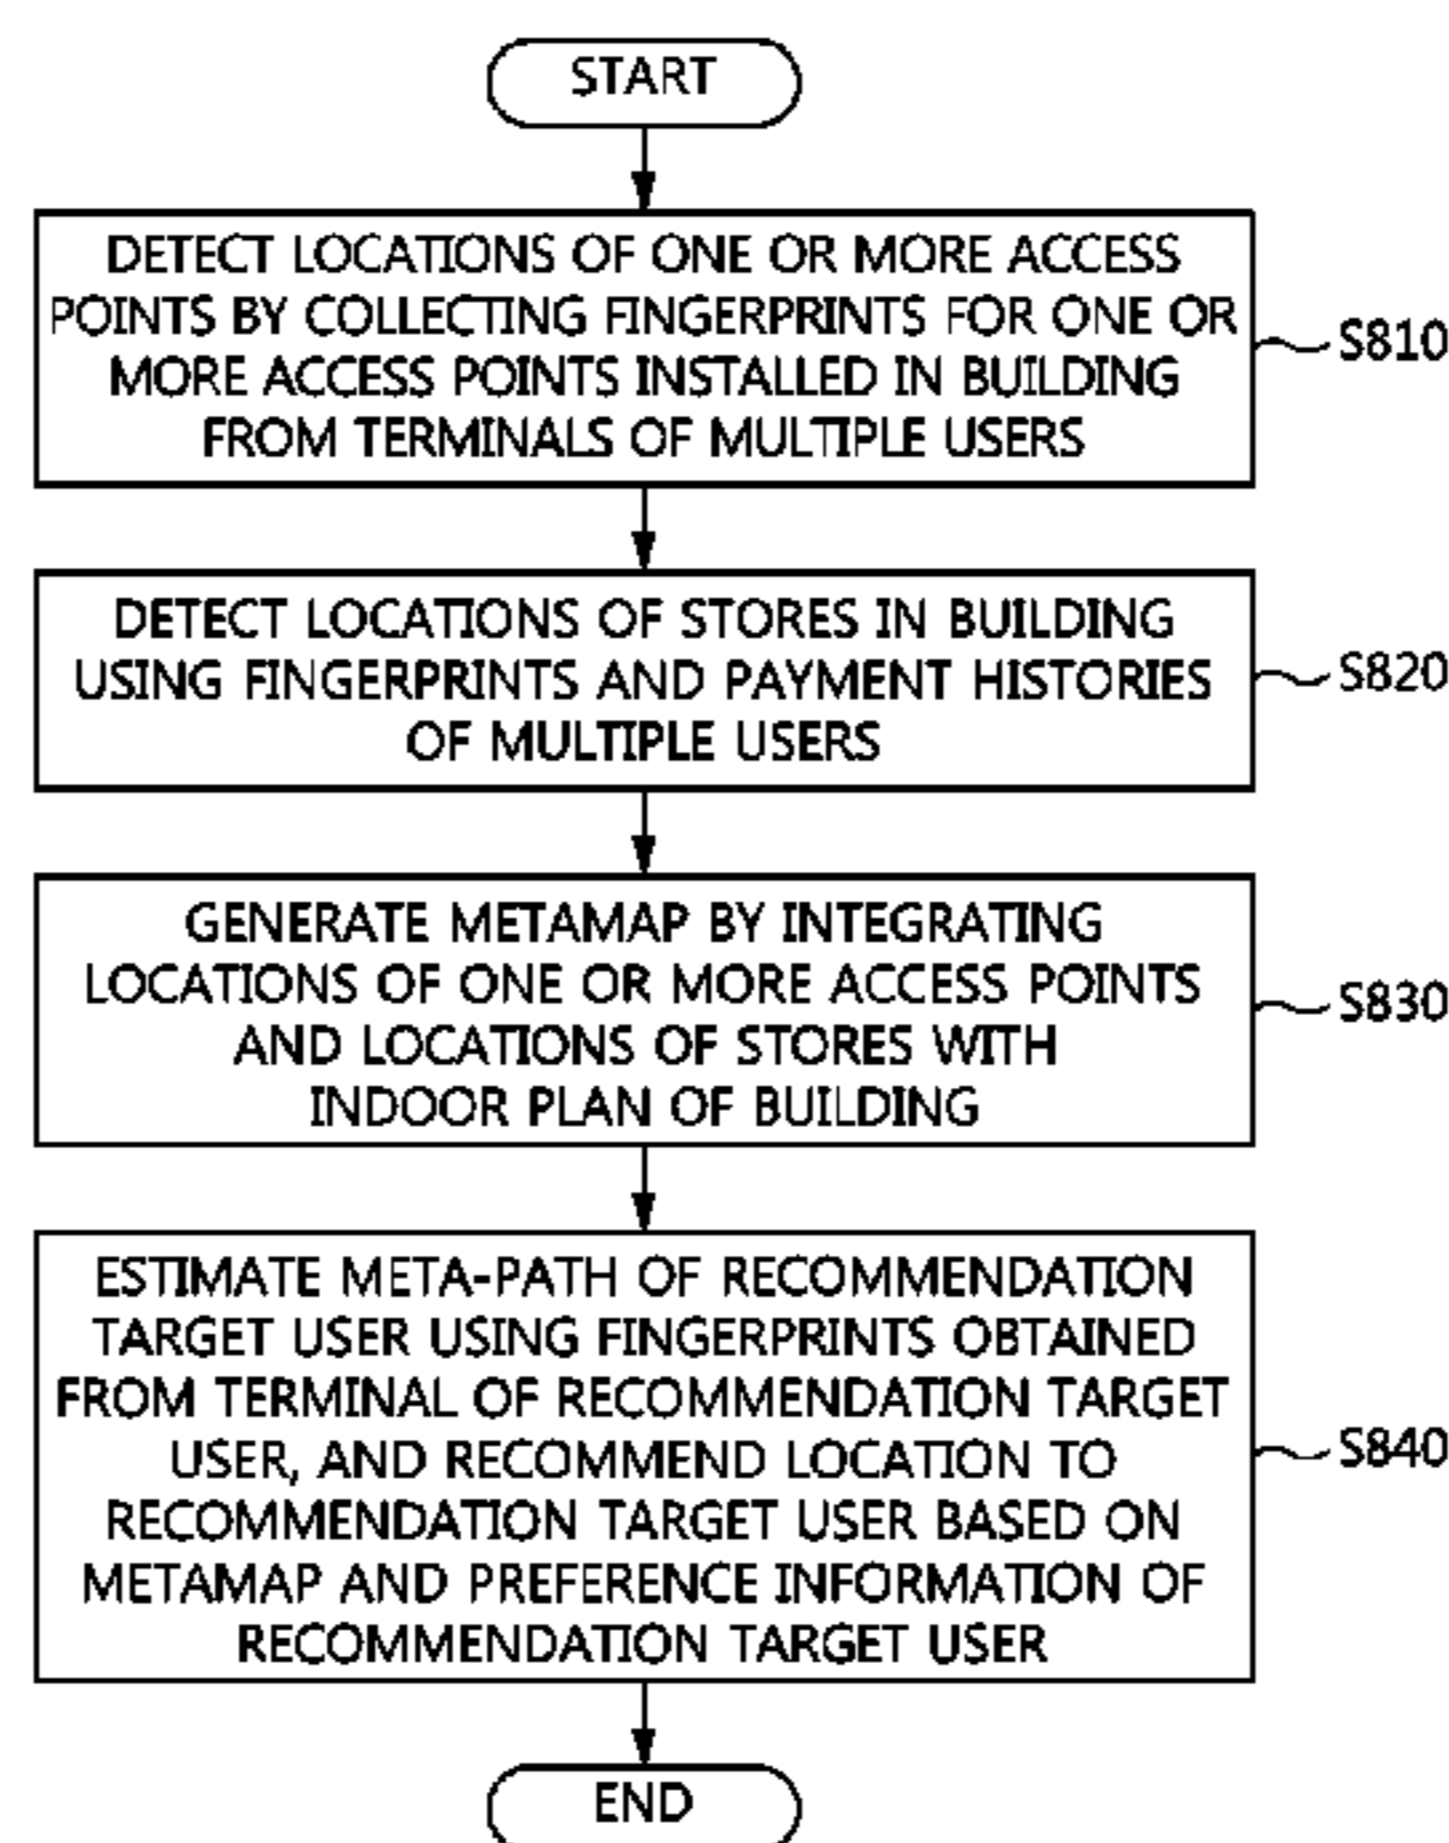 START
DETECT LOCATIONS OF ONE OR MORE ACCESS
POINTS BY COLLECTING FINGERPRINTS FOR ONE OR
MORE ACCESS POINTS INSTALLED IN BUILDING
FROM TERMINALS OF MULTIPLE USERS
S810
DETECT LOCATIONS OF STORES IN BUILDING
USING FINGERPRINTS AND PAYMENT HISTORIES
OF MULTIPLE USERS
S820
GENERATE METAMAP BY INTEGRATING
LOCATIONS OF ONE OR MORE ACCESS POINTS
AND LOCATIONS OF STORES WITH
INDOOR PLAN OF BUILDING
S830
ESTIMATE META-PATH OF RECOMMENDATION
TARGET USER USING FINGERPRINTS OBTAINED
FROM TERMINAL OF RECOMMENDATION TARGET
USER, AND RECOMMEND LOCATION TO
RECOMMENDATION TARGET USER BASED ON
METAMAP AND PREFERENCE INFORMATION OF
RECOMMENDATION TARGET USER
S840
END